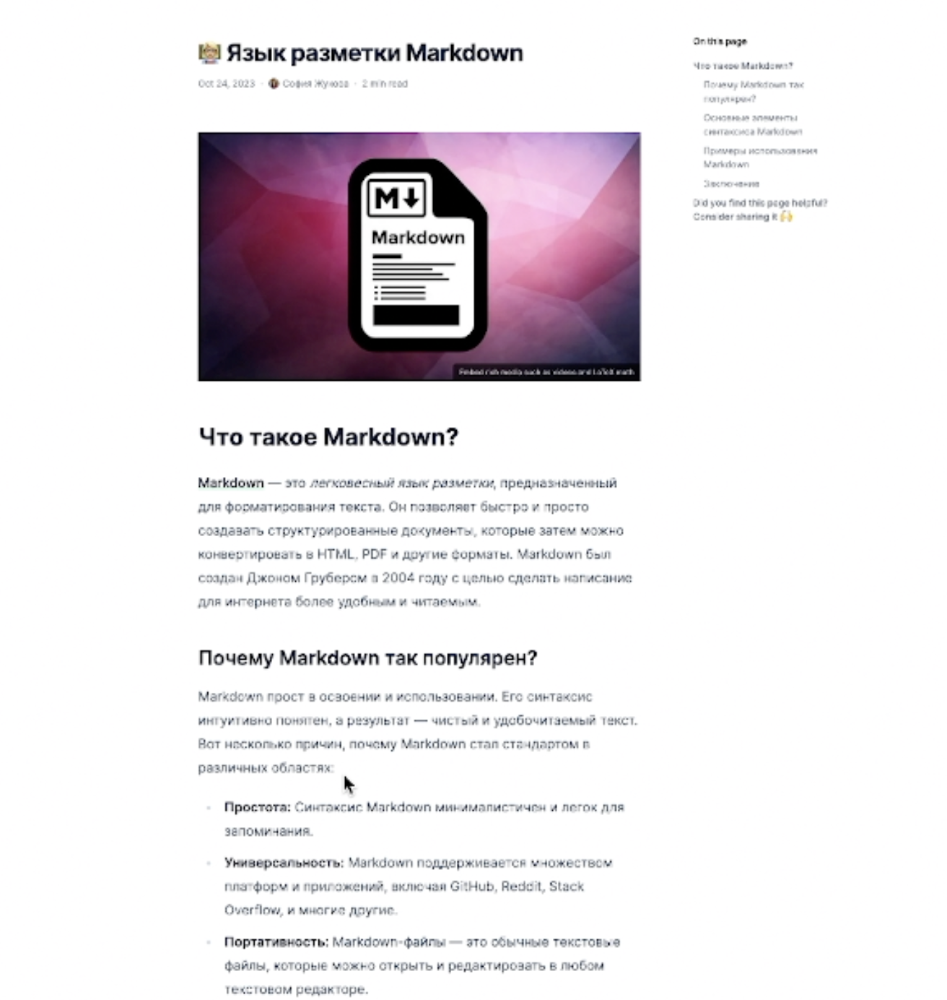 Язык разметки Markdown
Oct 24, 2023 · София Жукова · 2 min read
M
Markdown
Embed rich media such as videos and LaTeX math
Что такое Markdown?
Markdown — это легковесный язык разметки, предназначенный
для форматирования текста. Он позволяет быстро и просто
создавать структурированные документы, которые затем можно
конвертировать в HTML, PDF и другие форматы. Markdown был
создан Джоном Грубером в 2004 году с целью сделать написание
для интернета более удобным и читаемым.
Почему Markdown так популярен?
Markdown прост в освоении и использовании. Его синтаксис
интуитивно понятен, а результат — чистый и удобочитаемый текст.
Вот несколько причин, почему Markdown стал стандартом в
различных областях:
Простота: Синтаксис Markdown минималистичен и легок для
запоминания.
Универсальность: Markdown поддерживается множеством
платформ и приложений, включая GitHub, Reddit, Stack
Overflow, и многие другие.
Портативность: Markdown-файлы — это обычные текстовые
файлы, которые можно открыть и редактировать в любом
текстовом редакторе.
On this page
Что такое Markdown?
Почему Markdown так
популярен?
Основные элементы
синтаксиса Markdown
Примеры использования
Markdown
Заключение
Did you find this page helpful?
Consider sharing it